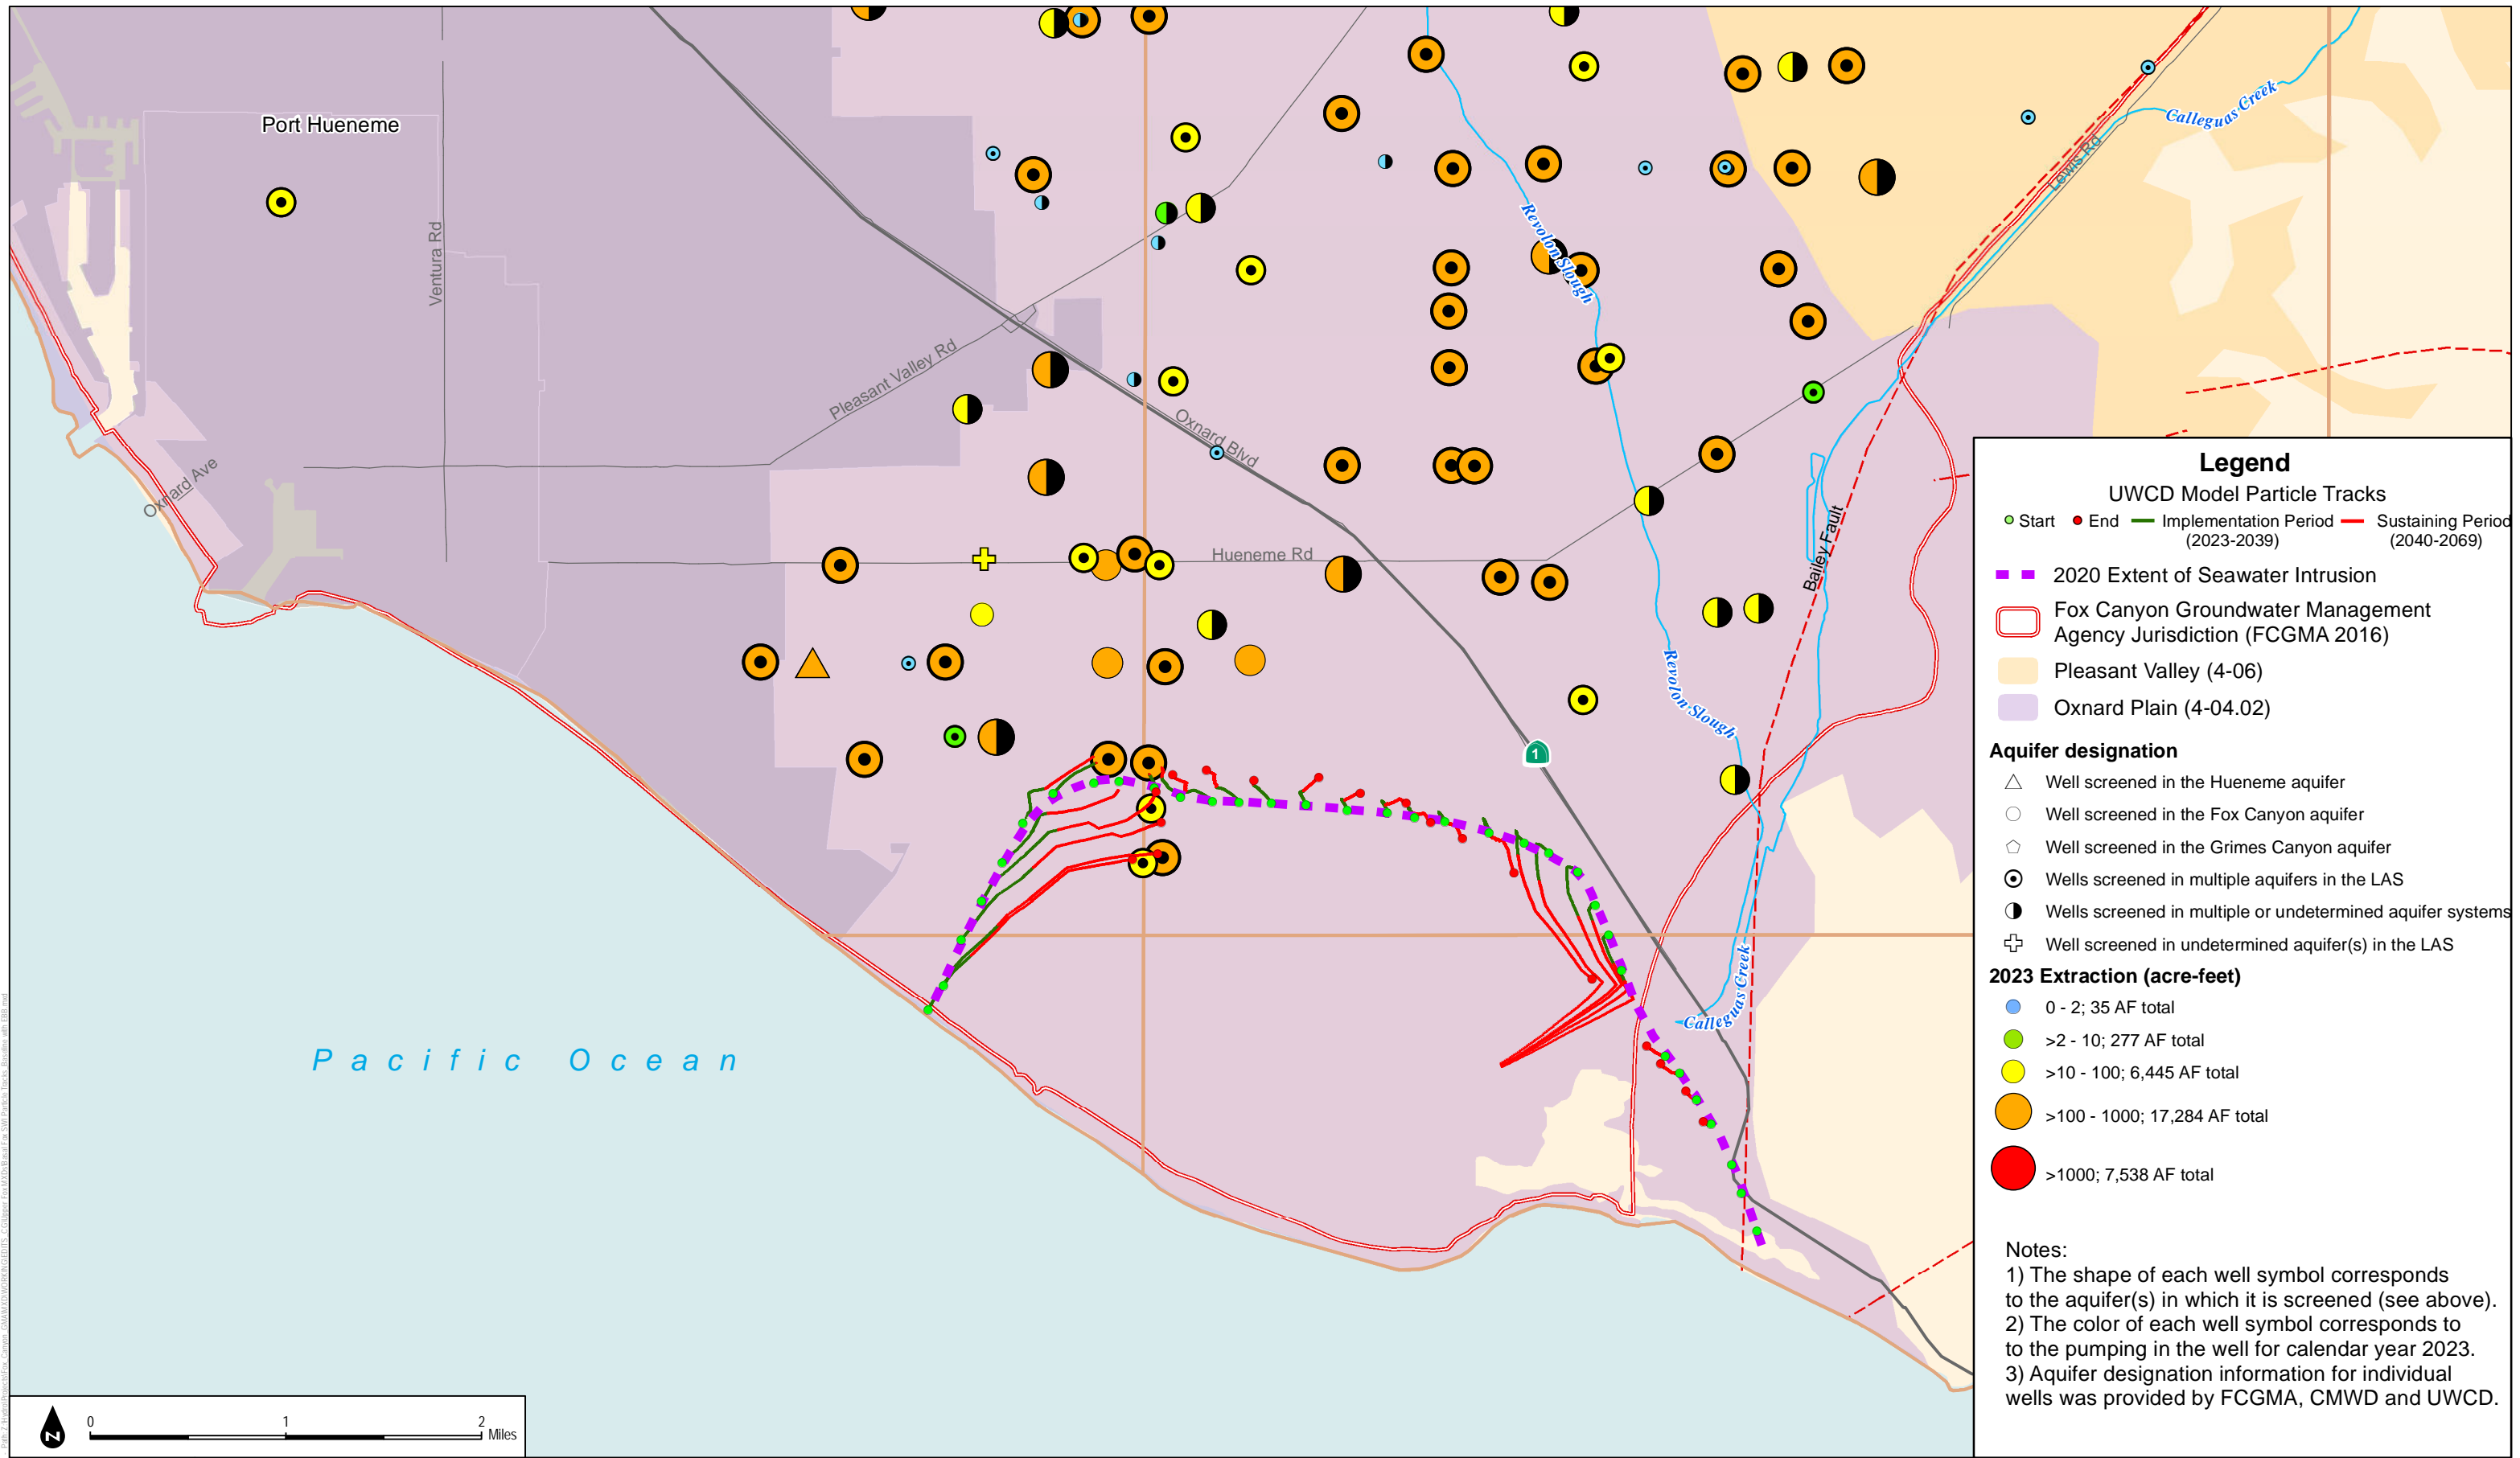 Port Hueneme
Ventura Rd
Oxnard Ave
Pleasant Valley Rd
Oxnard Blvd
Hueneme Rd
Revolon Slough
Revolon Slough
Calleguas Creek
Lewis Rd
Bailey Fault
1
Calleguas Creek
Pacific Ocean
N
0 1 2
Miles
Legend
UWCD Model Particle Tracks
Start End Implementation Period Sustaining Period
(2023-2039) (2040-2069)
2020 Extent of Seawater Intrusion
Fox Canyon Groundwater Management
Agency Jurisdiction (FCGMA 2016)
Pleasant Valley (4-06)
Oxnard Plain (4-04.02)
Aquifer designation
Well screened in the Hueneme aquifer
Well screened in the Fox Canyon aquifer
Well screened in the Grimes Canyon aquifer
Wells screened in multiple aquifers in the LAS
Wells screened in multiple or undetermined aquifer systems
Well screened in undetermined aquifer(s) in the LAS
2023 Extraction (acre-feet)
0 - 2; 35 AF total
>2 - 10; 277 AF total
>10 - 100; 6,445 AF total
>100 - 1000; 17,284 AF total
>1000; 7,538 AF total
Notes:
1) The shape of each well symbol corresponds
to the aquifer(s) in which it is screened (see above).
2) The color of each well symbol corresponds to
to the pumping in the well for calendar year 2023.
3) Aquifer designation information for individual
wells was provided by FCGMA, CMWD and UWCD.